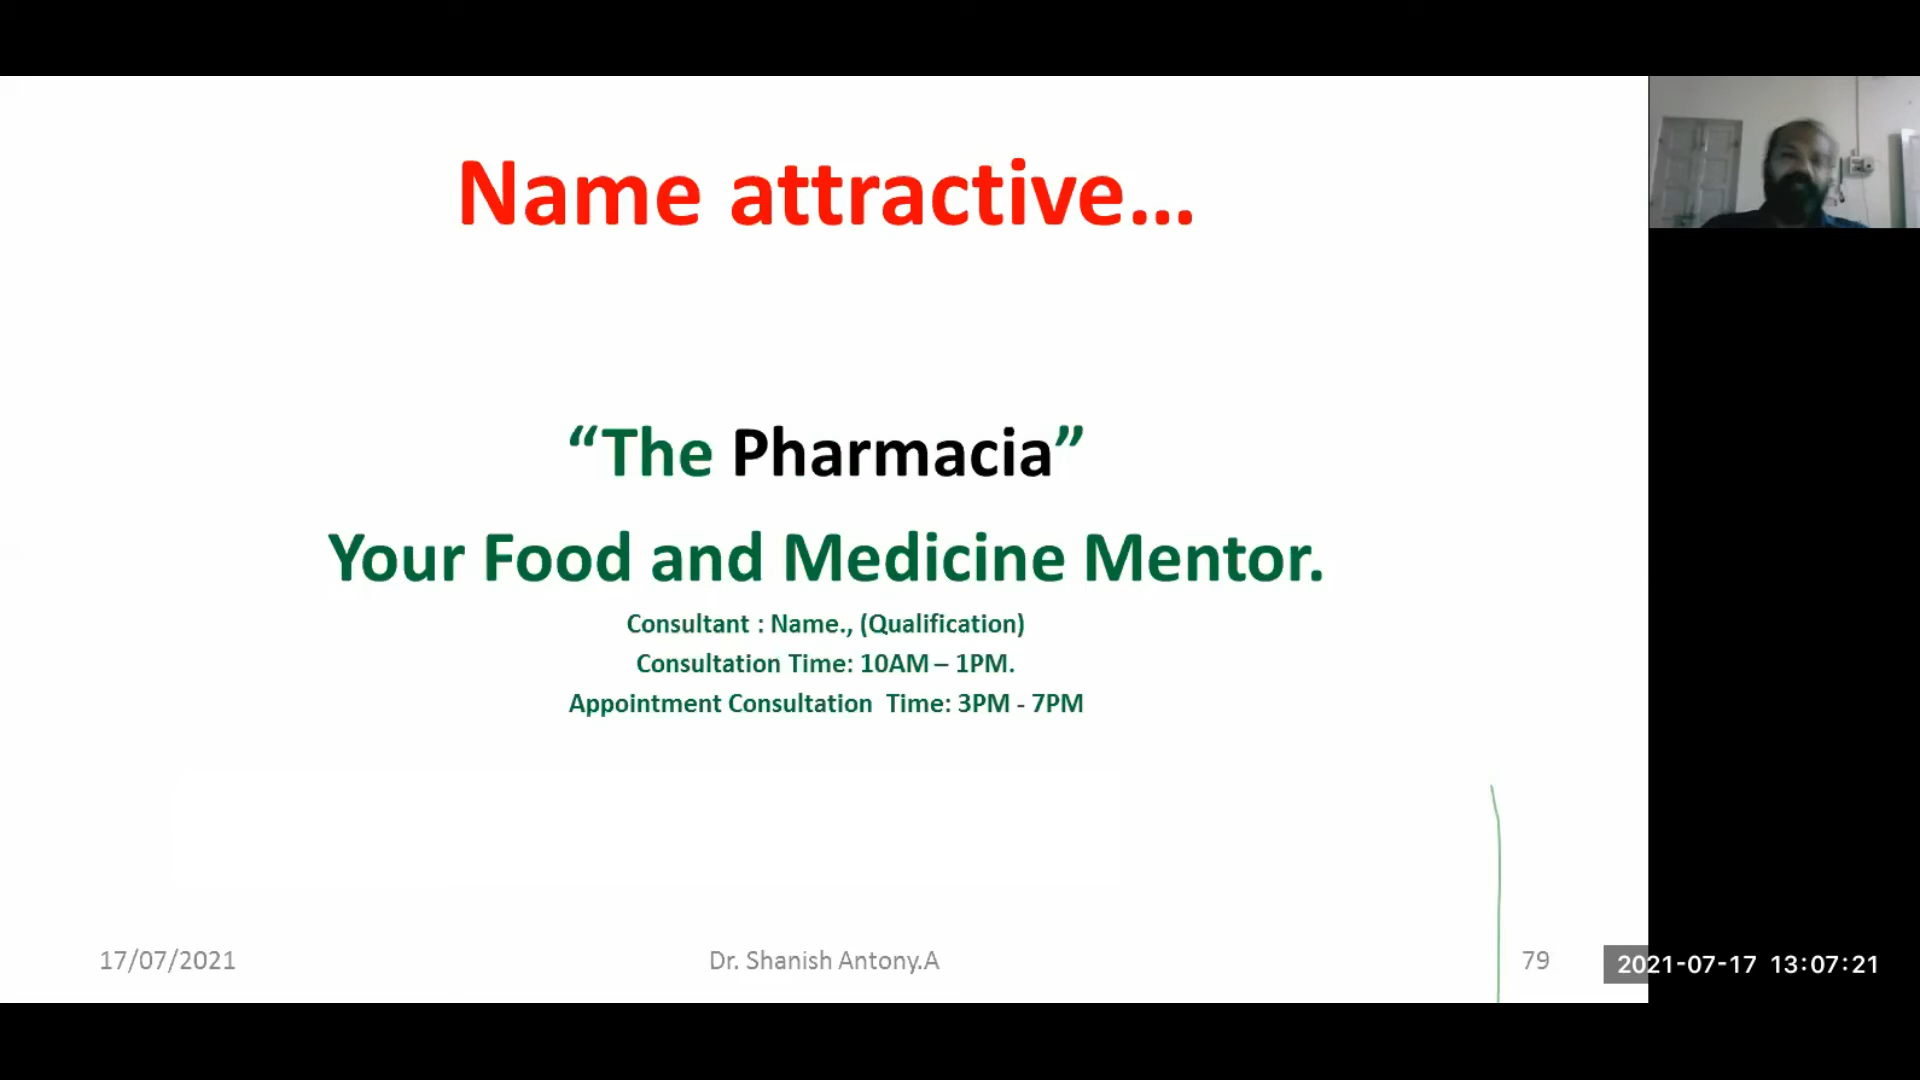 Name attractive...
“The Pharmacia”
Your Food and Medicine Mentor.
Consultant : Name., (Qualification)
Consultation Time: 10AM – 1PM.
Appointment Consultation  Time: 3PM - 7PM
17/07/2021
Dr. Shanish Antony.A
79
2021-07-17 13:07:21